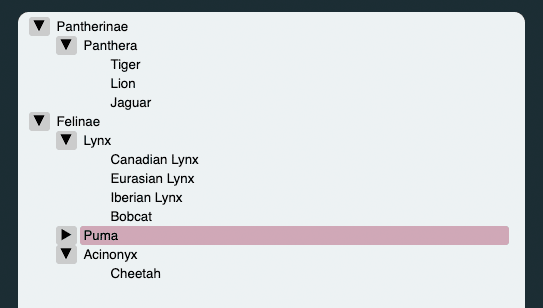 Pantherinae
Panthera
Tiger
Lion
Jaguar
Felinae
Lynx
Canadian Lynx
Eurasian Lynx
Iberian Lynx
Bobcat
Puma
Acinonyx
Cheetah